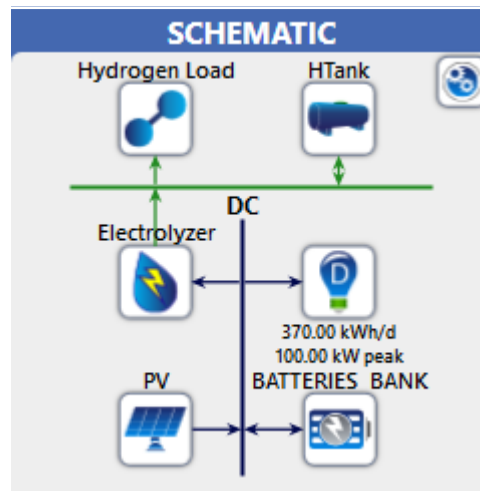 SCHEMATIC
Hydrogen Load
HTank
DC
Electrolyzer
D
370.00 kWh/d
100.00 kW peak
PV
BATTERIES BANK